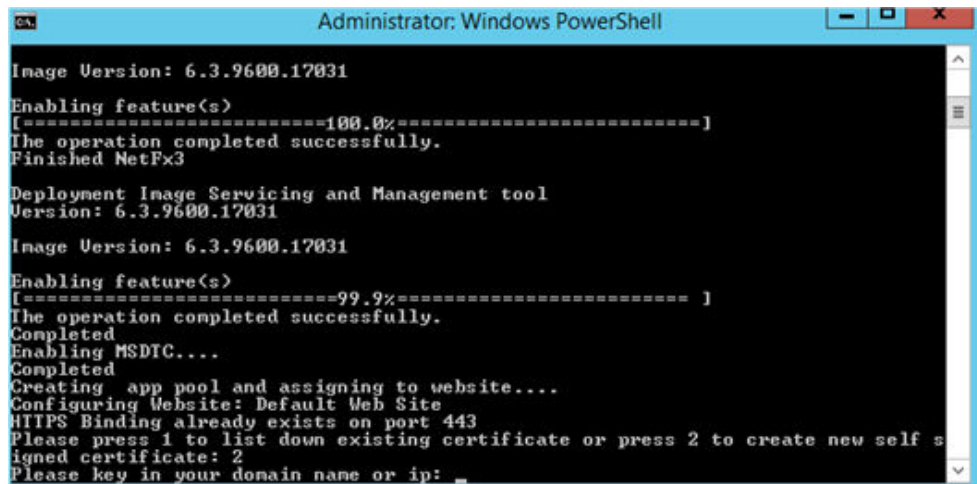 Administrator: Windows PowerShell
Image Version: 6.3.9600.17031
Enabling feature(s)
[==========================100.0%==========================]
The operation completed successfully.
Finished NetFx3
Deployment Image Servicing and Management tool
Version: 6.3.9600.17031
Image Version: 6.3.9600.17031
Enabling feature(s)
[===========================99.9%========================= ]
The operation completed successfully.
Completed
Enabling MSDTC....
Completed
Creating  app pool and assigning to website....
Configuring Website: Default Web Site
HTTPS Binding already exists on port 443
Please press 1 to list down existing certificate or press 2 to create new self s
igned certificate: 2
Please key in your domain name or ip: _